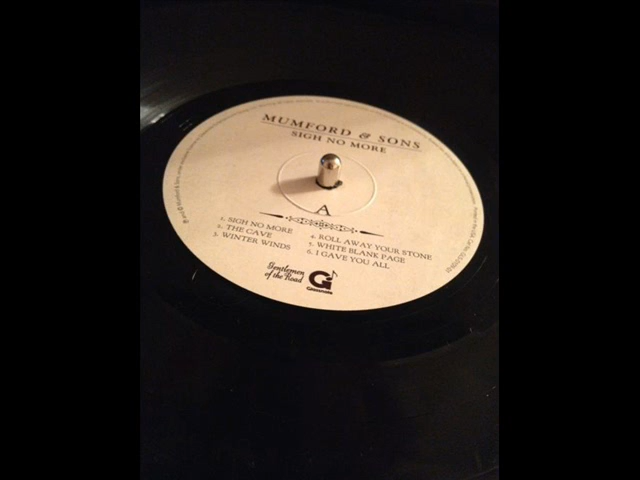 MUMFORD & SONS
SIGH NO MORE
A
1. SIGH NO MORE
2. THE CAVE
3. WINTER WINDS
4. ROLL AWAY YOUR STONE
5. WHITE BLANK PAGE
6. I GAVE YOU ALL
Gentlemen
of the Road
G
Glassnote